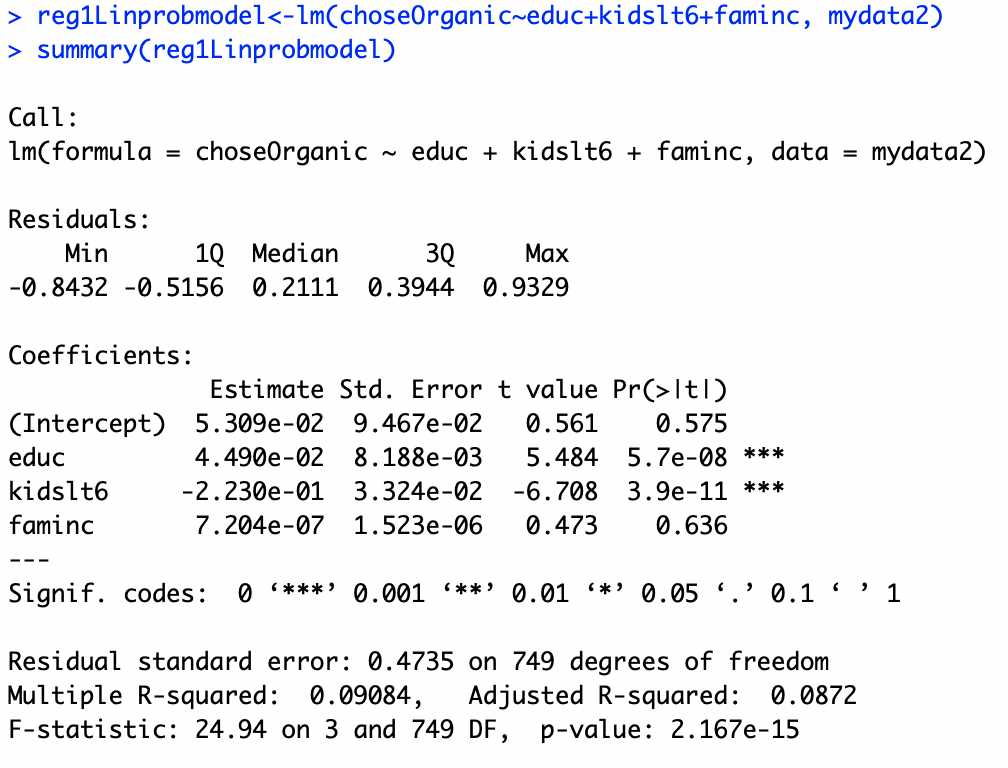 > reg1Linprobmodel<-lm(choseOrganic~educ+kidslt6+faminc, mydata2)
> summary(reg1Linprobmodel)

Call:
lm(formula = choseOrganic ~ educ + kidslt6 + faminc, data = mydata2)

Residuals:
    Min      1Q  Median      3Q     Max
-0.8432 -0.5156  0.2111  0.3944  0.9329

Coefficients:
              Estimate Std. Error t value Pr(>|t|)
(Intercept)  5.309e-02  9.467e-02   0.561    0.575
educ         4.490e-02  8.188e-03   5.484  5.7e-08 ***
kidslt6     -2.230e-01  3.324e-02  -6.708  3.9e-11 ***
faminc       7.204e-07  1.523e-06   0.473    0.636
---
Signif. codes:  0 ‘***’ 0.001 ‘**’ 0.01 ‘*’ 0.05 ‘.’ 0.1 ‘ ’ 1

Residual standard error: 0.4735 on 749 degrees of freedom
Multiple R-squared:  0.09084,   Adjusted R-squared:  0.0872
F-statistic: 24.94 on 3 and 749 DF,  p-value: 2.167e-15